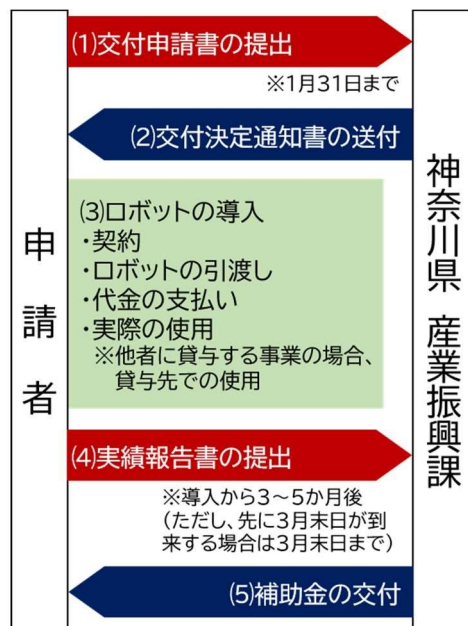 (1)交付申請書の提出
※1月31日まで
(2)交付決定通知書の送付
申請者
(3)ロボットの導入
・契約
・ロボットの引渡し
・代金の支払い
・実際の使用
※他者に貸与する事業の場合、
貸与先での使用
神奈川県 産業振興課
(4)実績報告書の提出
※導入から3～5か月後
(ただし、先に3月末日が到
来する場合は3月末日まで)
(5)補助金の交付